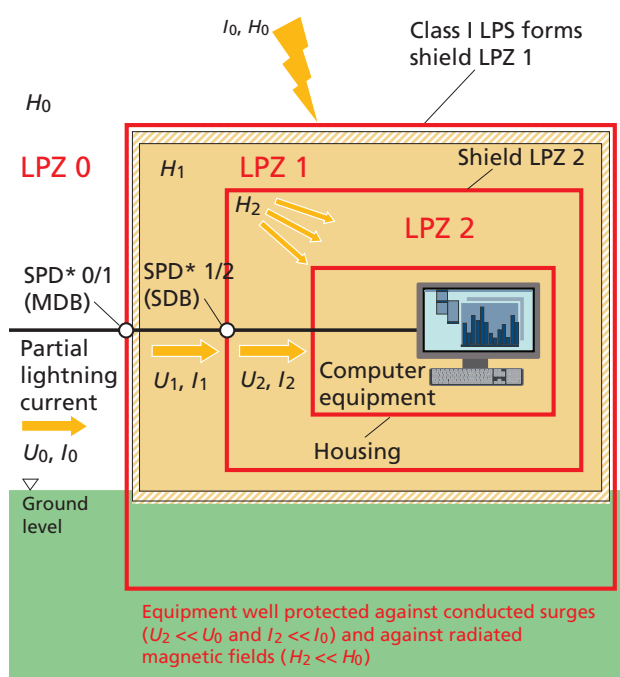 I0, H0
Class I LPS forms
shield LPZ 1
H0
LPZ 0
H1
LPZ 1
Shield LPZ 2
H2
LPZ 2
SPD* 0/1
(MDB)
SPD* 1/2
(SDB)
Partial
lightning
current
U0, I0
U1, I1
U2, I2
Computer
equipment
Housing
Ground
level
Equipment well protected against conducted surges
(U2 << U0 and I2 << I0) and against radiated
magnetic fields (H2 << H0)